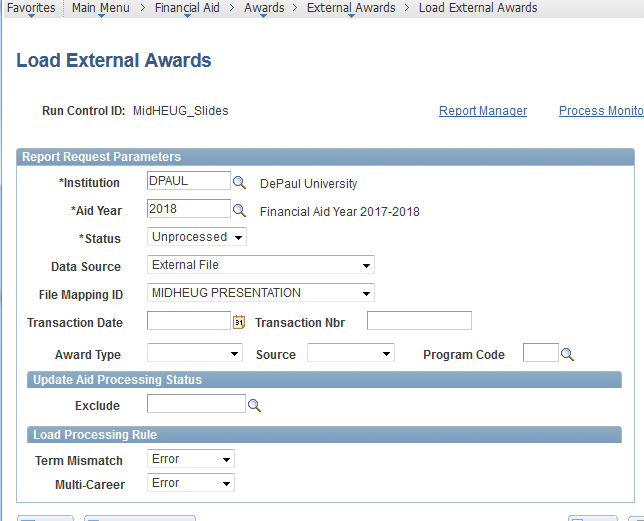 Favorites Main Menu > Financial Aid > Awards > External Awards > Load External Awards
Load External Awards
Run Control ID: MidHEUG_Slides Report Manager Process Monito
Report Request Parameters
*Institution DPAUL DePaul University
*Aid Year 2018 Financial Aid Year 2017-2018
*Status Unprocessed
Data Source External File
File Mapping ID MIDHEUG PRESENTATION
Transaction Date 31 Transaction Nbr
Award Type Source Program Code
Update Aid Processing Status
Exclude
Load Processing Rule
Term Mismatch Error
Multi-Career Error